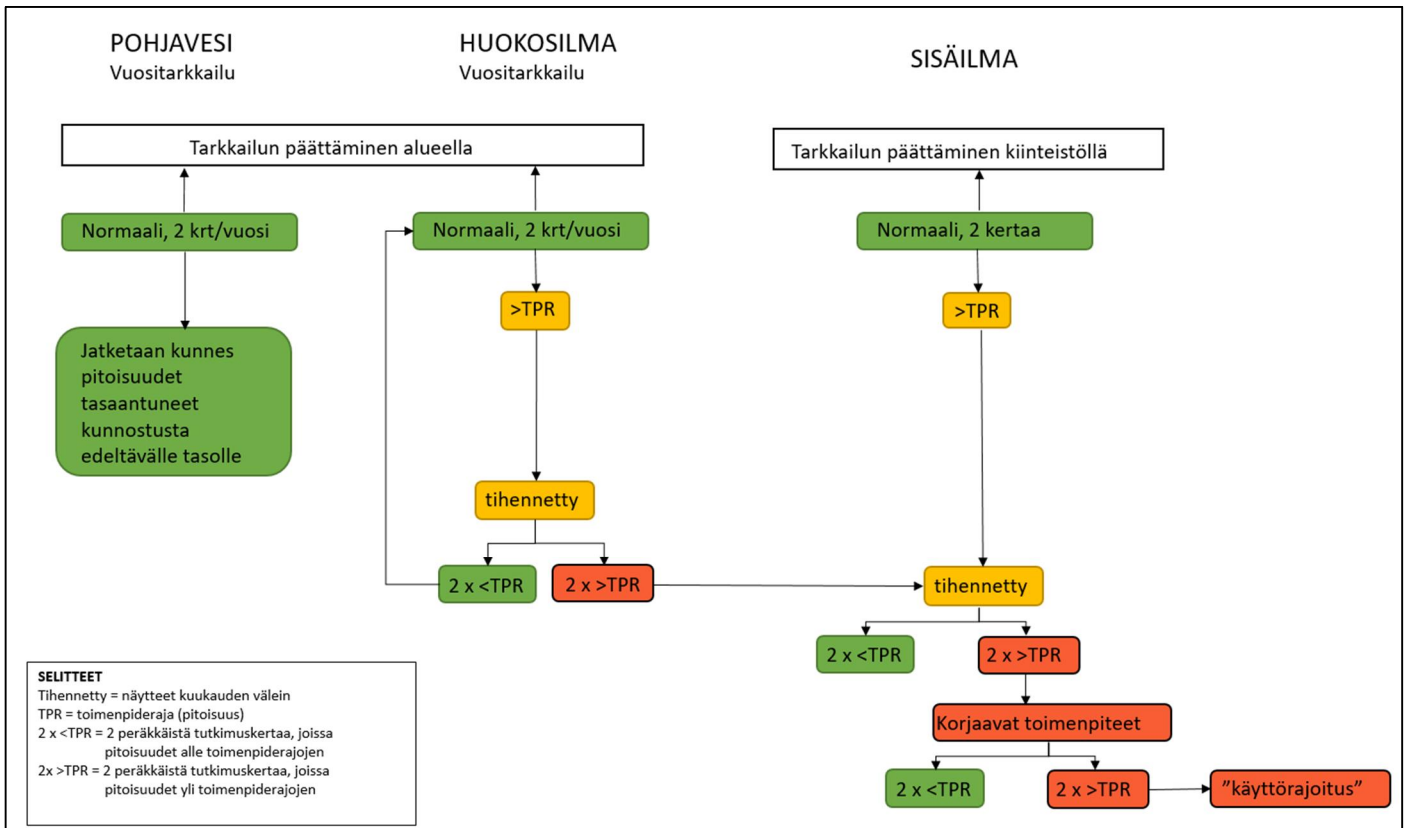 POHJAVESI
Vuositarkkailu
HUOKOSILMA
Vuositarkkailu
SISÄILMA
Tarkkailun päättäminen alueella
Tarkkailun päättäminen kiinteistöllä
Normaali, 2 krt/vuosi
Normaali, 2 krt/vuosi
Normaali, 2 kertaa
>TPR
>TPR
Jatketaan kunnes
pitoisuudet
tasaantuneet
kunnostusta
edeltävälle tasolle
tihennetty
2 x <TPR
2 x >TPR
tihennetty
2 x <TPR
2 x >TPR
Korjaavat toimenpiteet
2 x <TPR
2 x >TPR
”käyttörajoitus”
SELITTEET
Tihennetty = näytteet kuukauden välein
TPR = toimenpideraja (pitoisuus)
2 x <TPR = 2 peräkkäistä tutkimuskertaa, joissa
pitoisuudet alle toimenpiderajojen
2x >TPR = 2 peräkkäistä tutkimuskertaa, joissa
pitoisuudet yli toimenpiderajojen